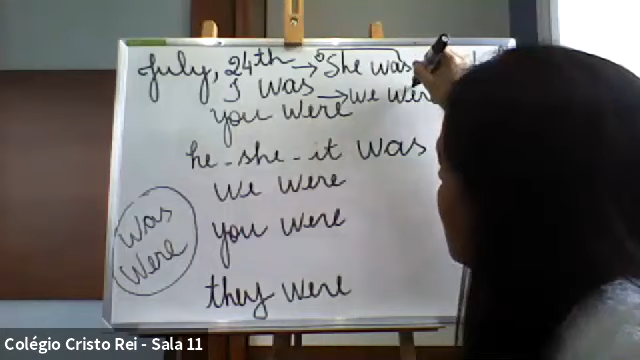 July, 24th → She was
I was → we were
you were
he - she - it was
we were
you were
they were
was
were
Colégio Cristo Rei - Sala 11